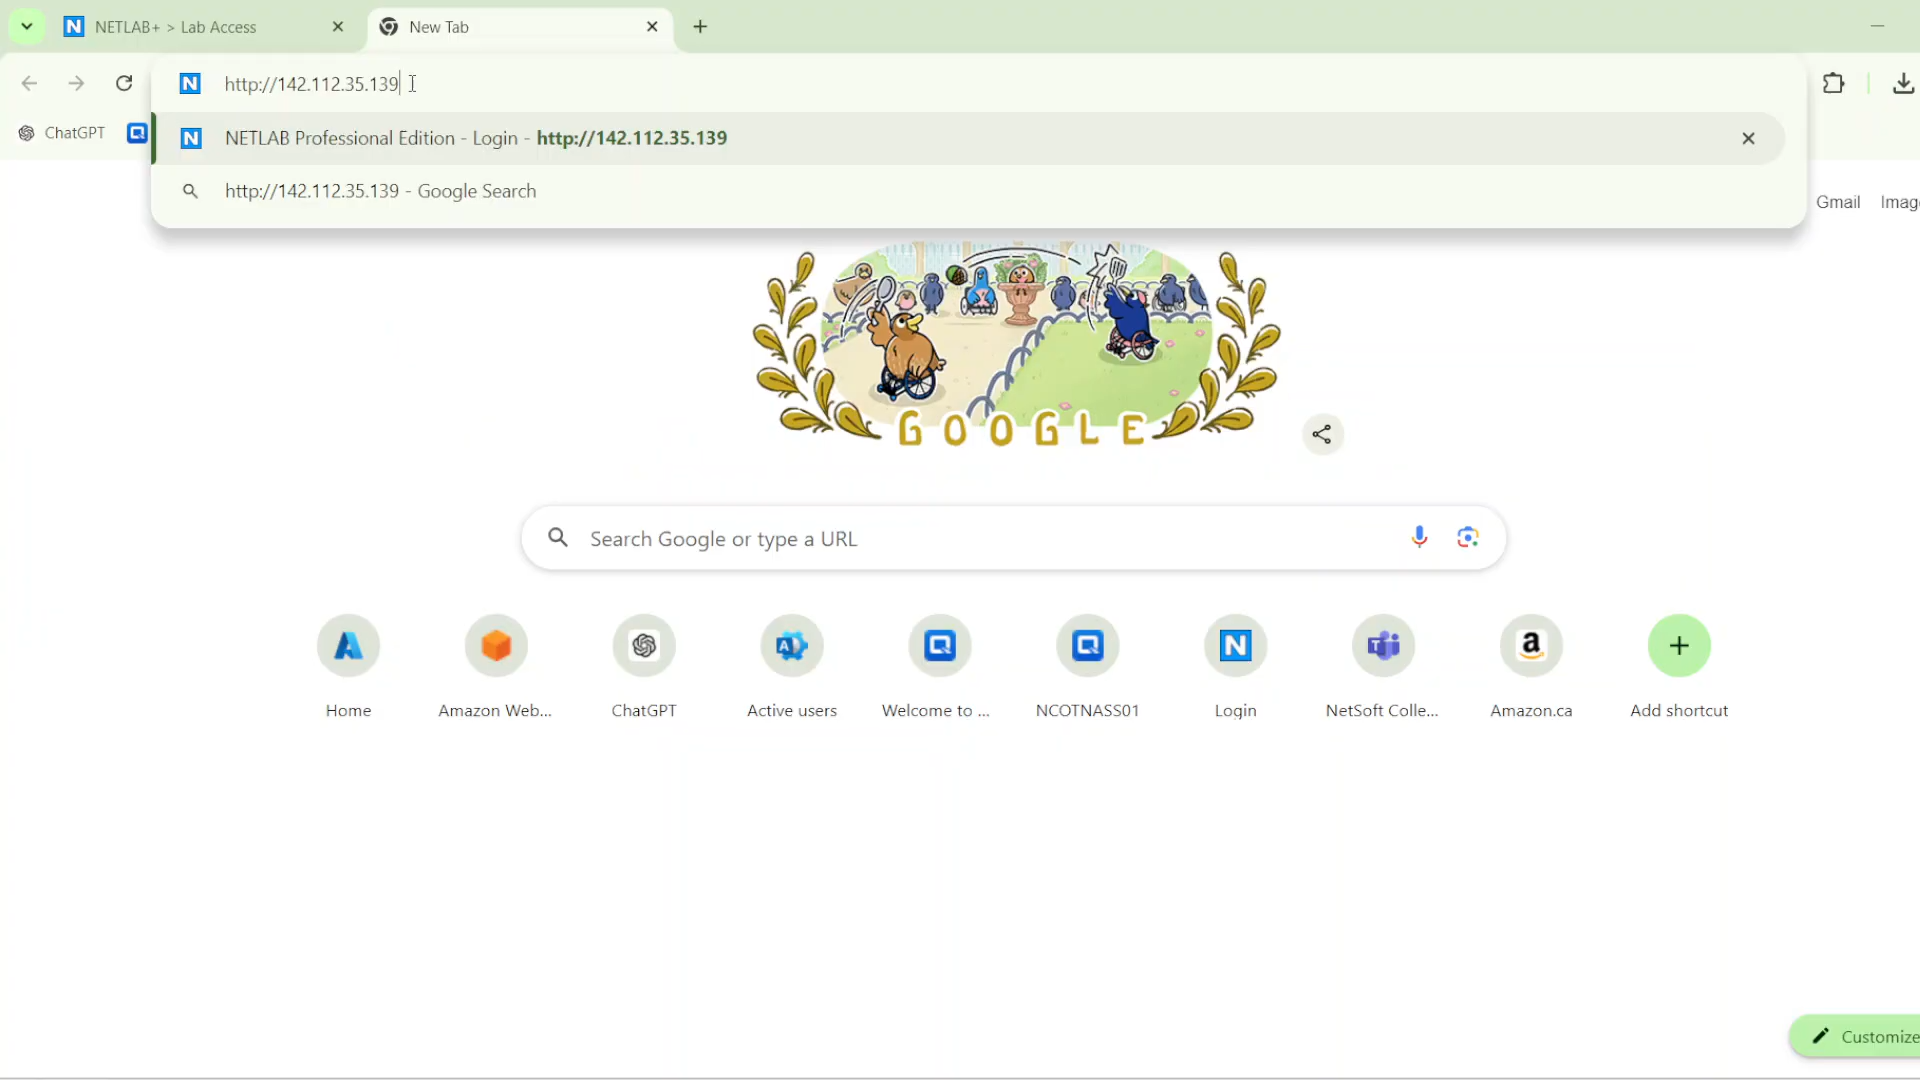 NETLAB+ > Lab Access
New Tab
http://142.112.35.139
NETLAB Professional Edition - Login - http://142.112.35.139
http://142.112.35.139 - Google Search
ChatGPT
Gmail Imag
GOOGLE
Search Google or type a URL
Home
Amazon Web...
ChatGPT
Active users
Welcome to ...
NCOTNASS01
Login
NetSoft Colle...
Amazon.ca
Add shortcut
Customize